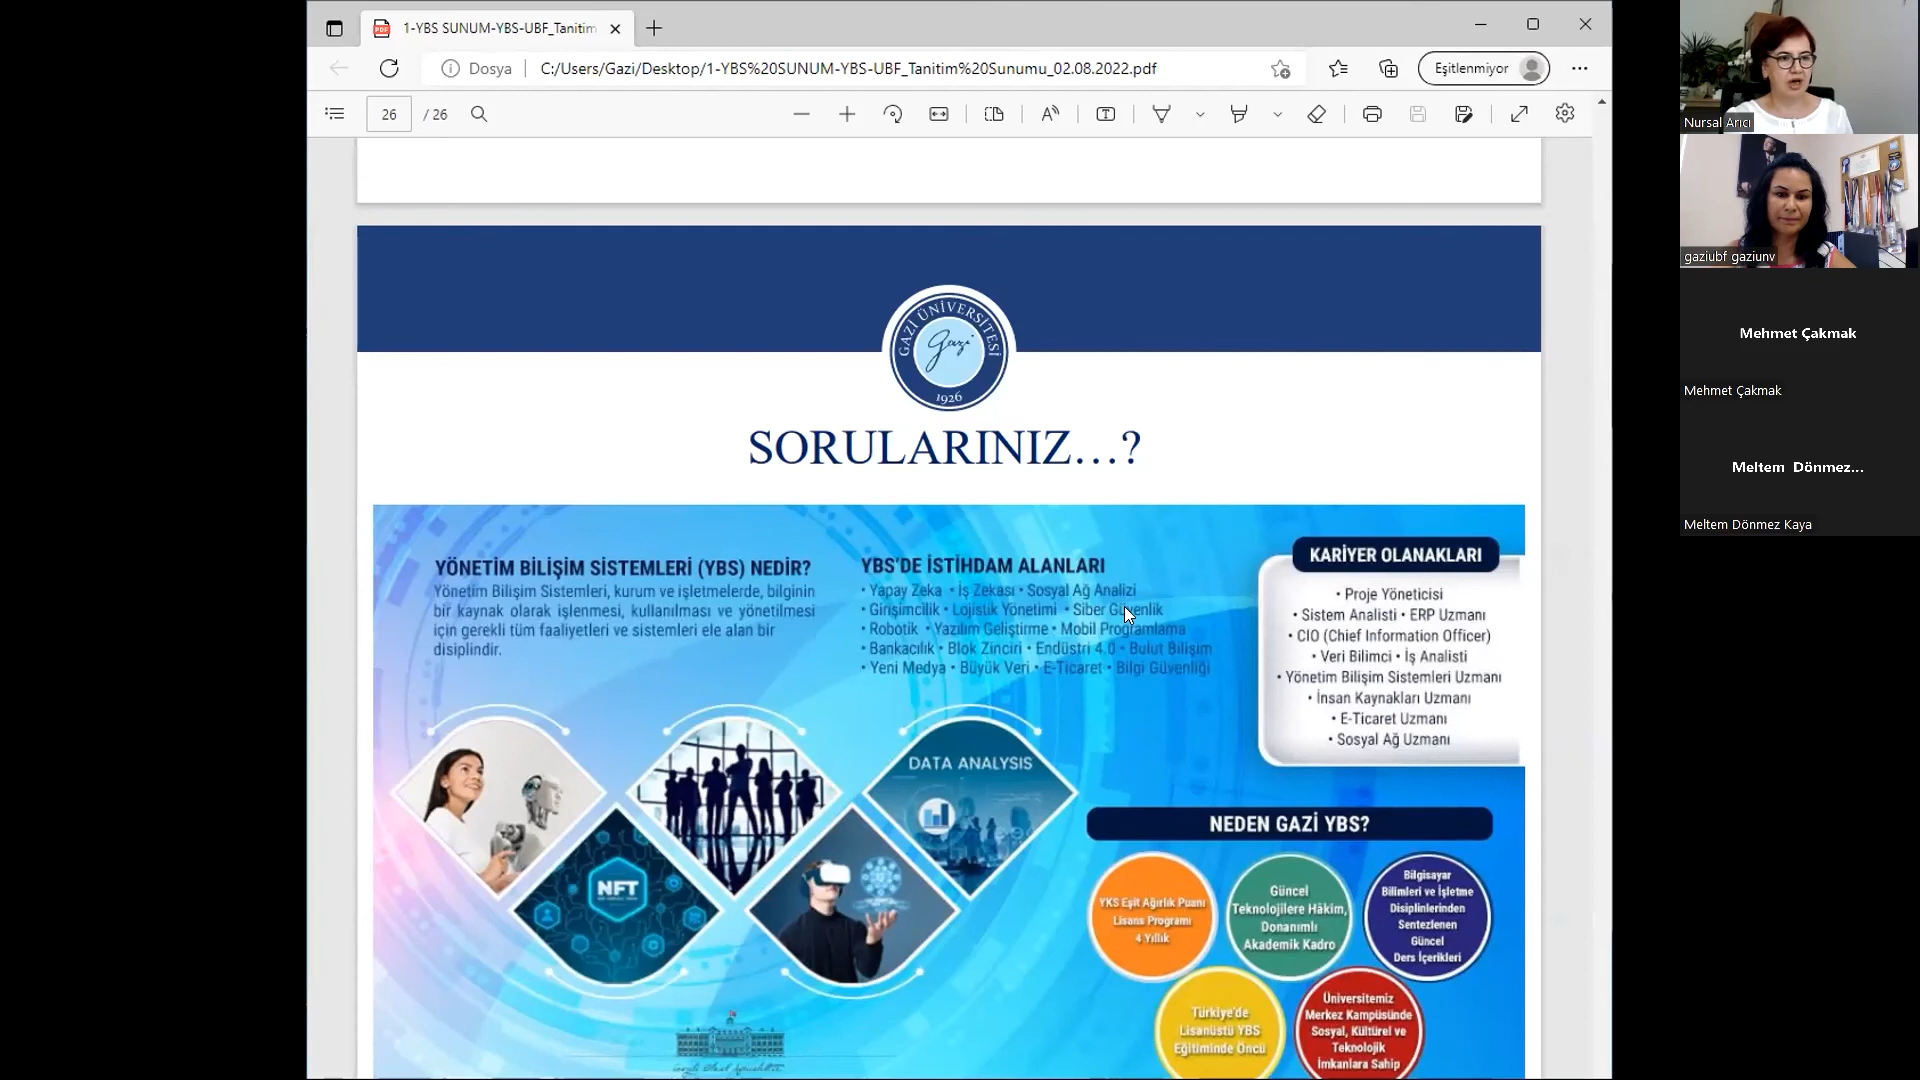 1-YBS SUNUM-YBS-UBF_Tanitim
Dosya
C:/Users/Gazi/Desktop/1-YBS%20SUNUM-YBS-UBF_Tanitim%20Sunumu_02.08.2022.pdf
Eşitlenmiyor
26 / 26
GAZİ ÜNİVERSİTESİ
Gazi
1926
SORULARINIZ...?
YÖNETİM BİLİŞİM SİSTEMLERİ (YBS) NEDİR?
Yönetim Bilişim Sistemleri, kurum ve işletmelerde, bilginin
bir kaynak olarak işlenmesi, kullanılması ve yönetilmesi
için gerekli tüm faaliyetleri ve sistemleri ele alan bir
disiplindir.
YBS'DE İSTİHDAM ALANLARI
• Yapay Zeka • İş Zekası • Sosyal Ağ Analizi
• Girişimcilik • Lojistik Yönetimi • Siber Güvenlik
• Robotik • Yazılım Geliştirme • Mobil Programlama
• Bankacılık • Blok Zinciri • Endüstri 4.0 • Bulut Bilişim
• Yeni Medya • Büyük Veri • E-Ticaret • Bilgi Güvenliği
KARİYER OLANAKLARI
• Proje Yöneticisi
• Sistem Analisti • ERP Uzmanı
• CIO (Chief Information Officer)
• Veri Bilimci • İş Analisti
• Yönetim Bilişim Sistemleri Uzmanı
• İnsan Kaynakları Uzmanı
• E-Ticaret Uzmanı
• Sosyal Ağ Uzmanı
DATA ANALYSIS
NFT
NEDEN GAZİ YBS?
YKS Eşit Ağırlık Puanı
Lisans Programı
4 Yıllık
Güncel
Teknolojilere Hâkim,
Donanımlı
Akademik Kadro
Bilgisayar
Bilimleri ve İşletme
Disiplinlerinden
Sentezlenen
Güncel
Ders İçerikleri
Türkiye'de
Lisanüstü YBS
Eğitiminde Öncü
Üniversitemiz
Merkez Kampüsünde
Sosyal, Kültürel ve
Teknolojik
İmkanlara Sahip
Nursal Arıcı
gaziubf gaziunv
Mehmet Çakmak
Mehmet Çakmak
Meltem Dönmez...
Meltem Dönmez Kaya